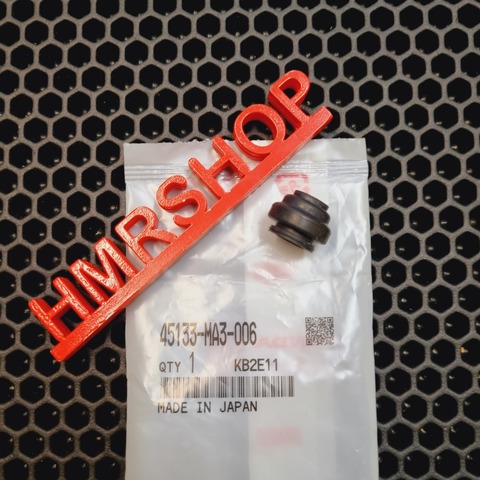 HMRSHOP
45133-MA3-006
QTY 1 KB2E11
MADE IN JAPAN